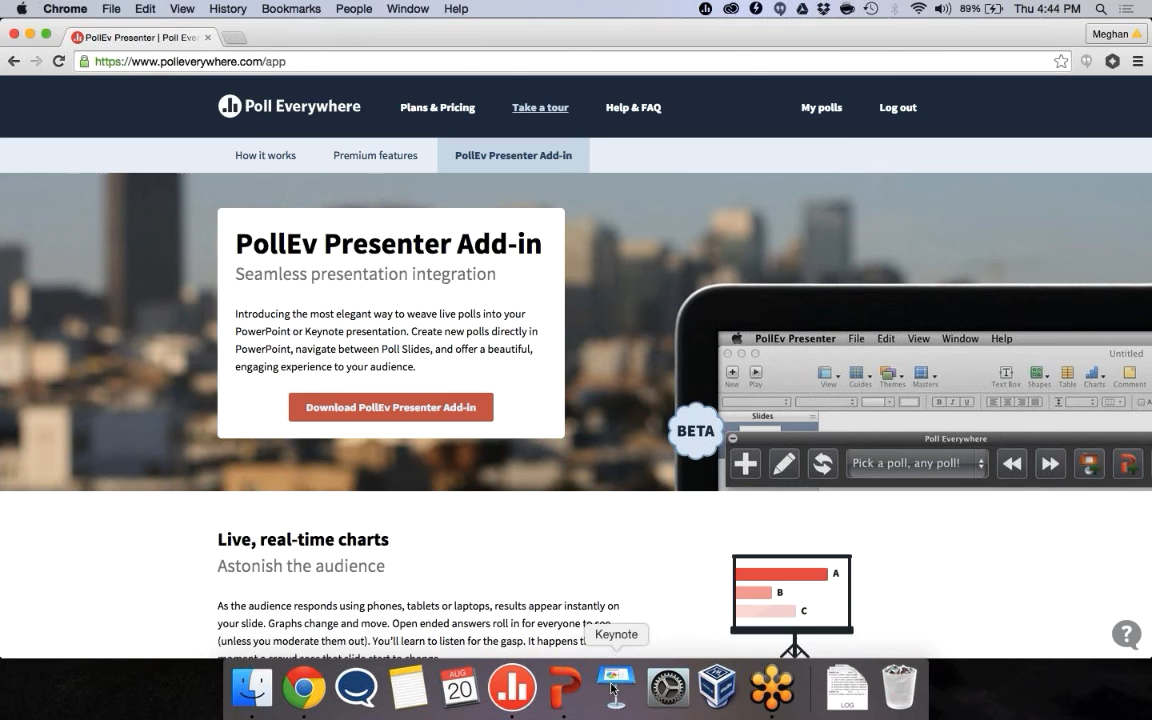 Chrome File Edit View History Bookmarks People Window Help 89% Thu 4:44 PM
PollEv Presenter | Poll Eve
Meghan
https://www.polleverywhere.com/app
Poll Everywhere Plans & Pricing Take a tour Help & FAQ My polls Log out
How it works Premium features PollEv Presenter Add-in
PollEv Presenter Add-in
Seamless presentation integration
Introducing the most elegant way to weave live polls into your
PowerPoint or Keynote presentation. Create new polls directly in
PowerPoint, navigate between Poll Slides, and offer a beautiful,
engaging experience to your audience.
Download PollEv Presenter Add-in
BETA
PollEv Presenter File Edit View Window Help
Untitled
New Play View Guides Themes Masters Text Box Shapes Table Charts Comment
B I U
Slides
Poll Everywhere
Pick a poll, any poll!
Live, real-time charts
Astonish the audience
As the audience responds using phones, tablets or laptops, results appear instantly on
your slide. Graphs change and move. Open ended answers roll in for everyone to see
(unless you moderate them out). You'll learn to listen for the gasp. It happens
A
B
C
?
Keynote
AUG
20
LOG